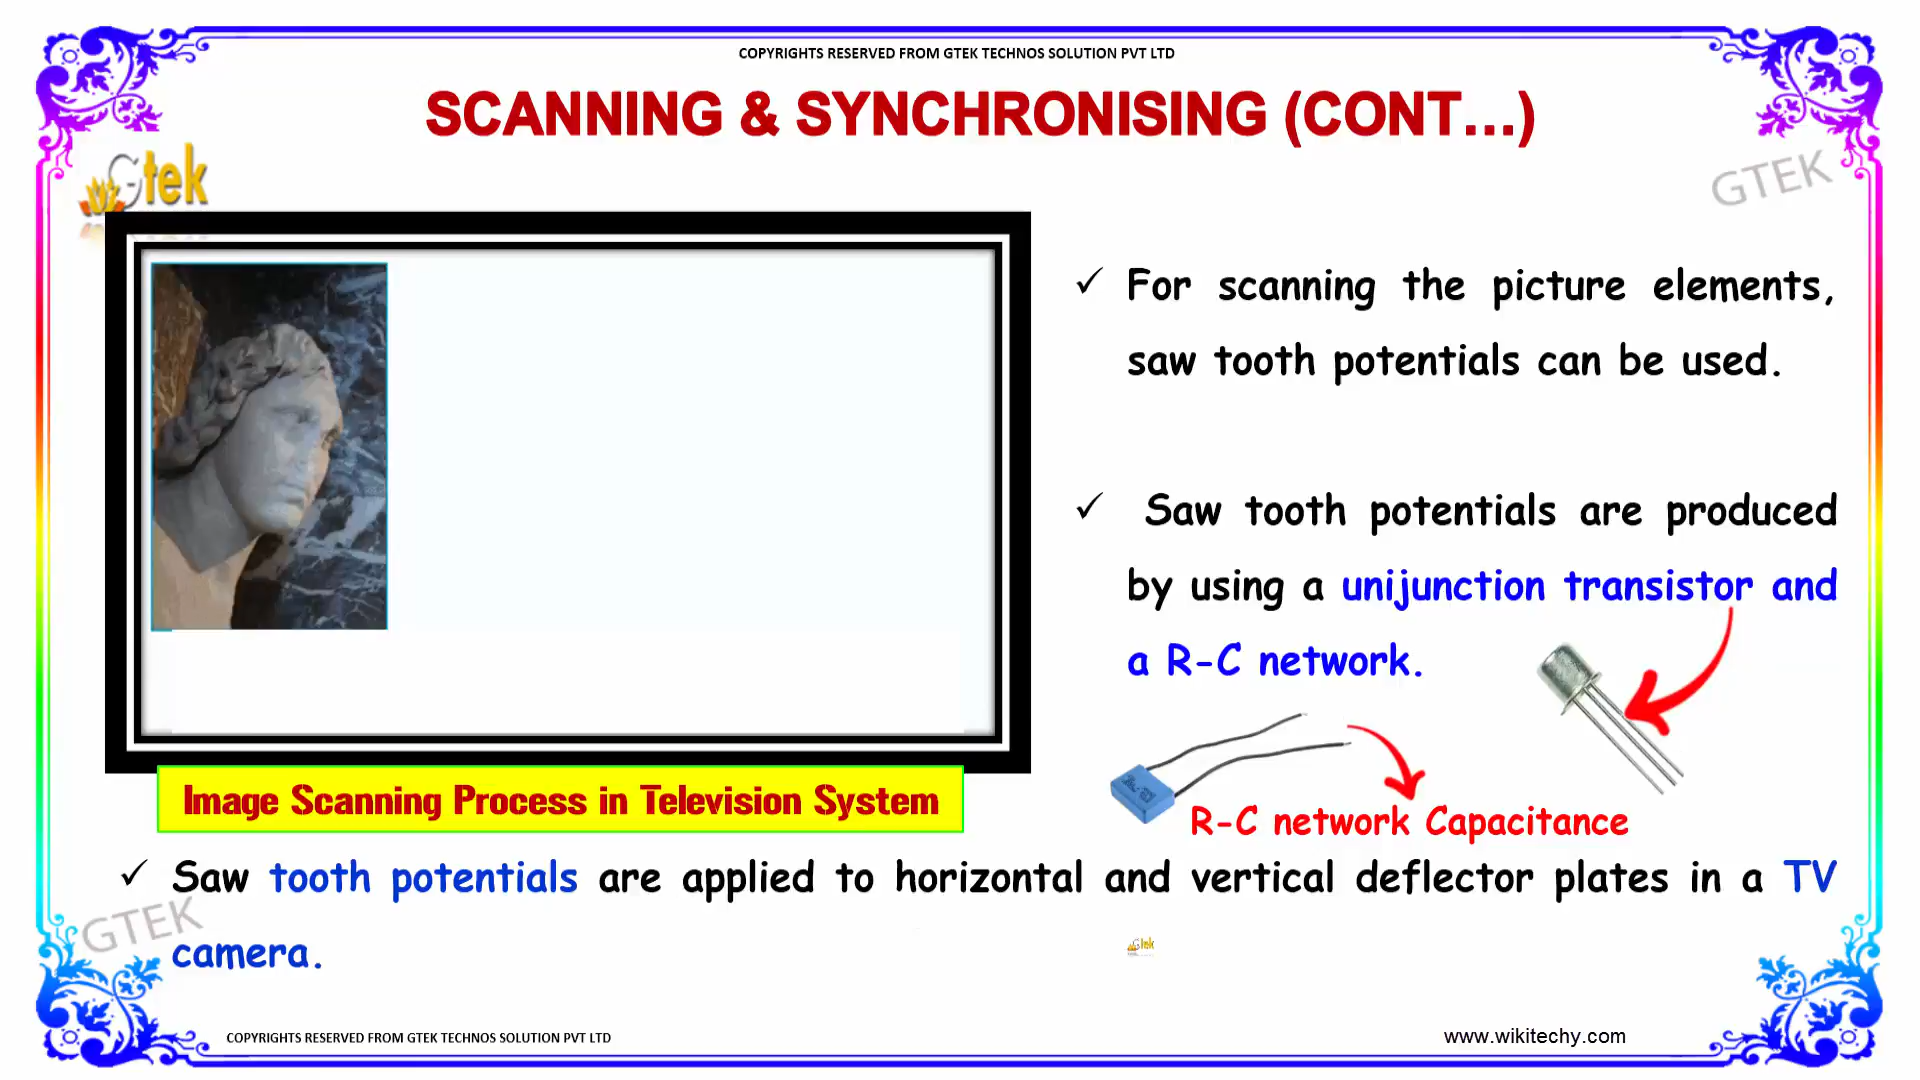 COPYRIGHTS RESERVED FROM GTEK TECHNOS SOLUTION PVT LTD
SCANNING & SYNCHRONISING (CONT...)
Gtek
GTEK
✓ For scanning the picture elements,
saw tooth potentials can be used.
✓ Saw tooth potentials are produced
by using a unijunction transistor and
a R-C network.
Image Scanning Process in Television System
R-C network Capacitance
✓ Saw tooth potentials are applied to horizontal and vertical deflector plates in a TV
camera.
GTEK
Gtek
COPYRIGHTS RESERVED FROM GTEK TECHNOS SOLUTION PVT LTD
www.wikitechy.com